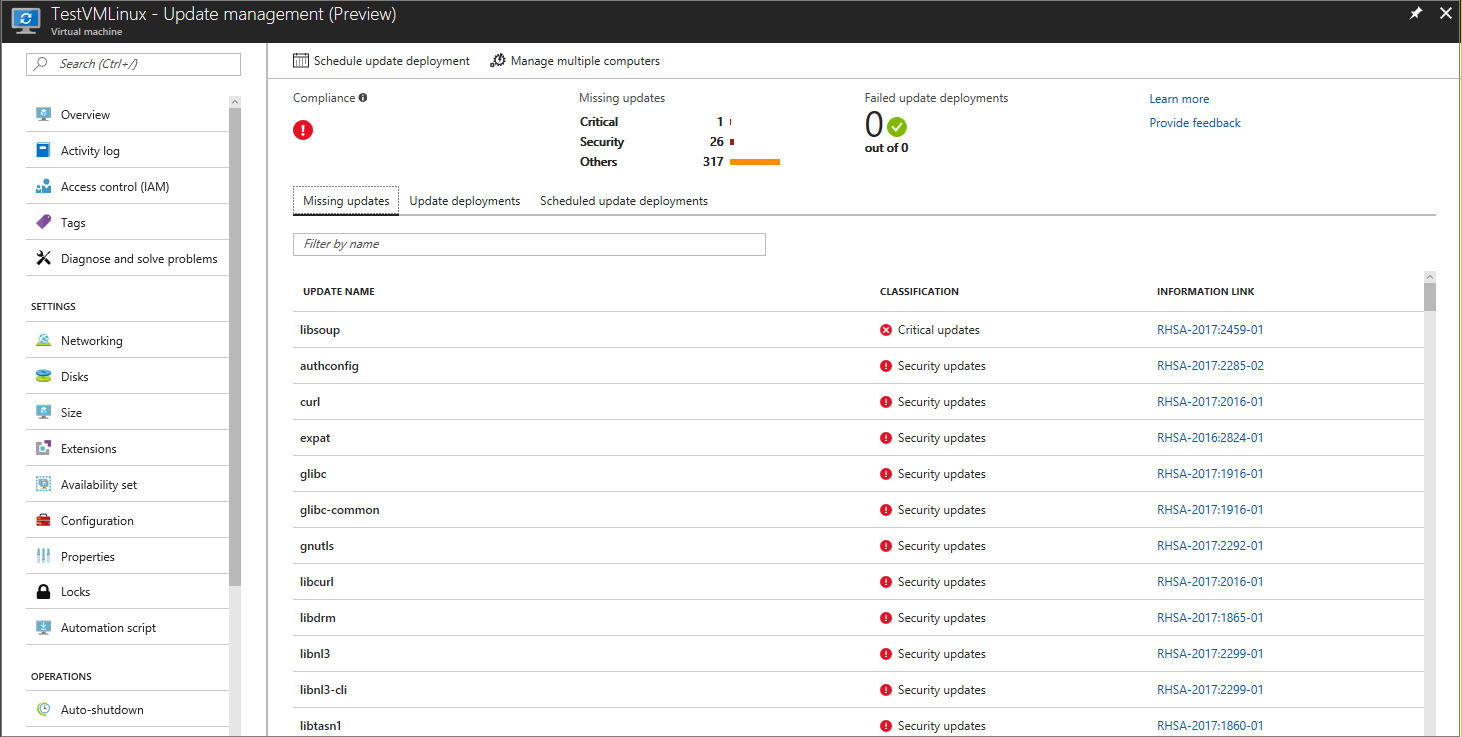 TestVMLinux - Update management (Preview)
Virtual machine
Search (Ctrl+/)
Overview
Activity log
Access control (IAM)
Tags
Diagnose and solve problems
SETTINGS
Networking
Disks
Size
Extensions
Availability set
Configuration
Properties
Locks
Automation script
OPERATIONS
Auto-shutdown
Schedule update deployment
Manage multiple computers
Compliance
Missing updates
Critical 1
Security 26
Others 317
Failed update deployments
0
out of 0
Learn more
Provide feedback
Missing updates Update deployments Scheduled update deployments
Filter by name
UPDATE NAME CLASSIFICATION INFORMATION LINK
libsoup Critical updates RHSA-2017:2459-01
authconfig Security updates RHSA-2017:2285-02
curl Security updates RHSA-2017:2016-01
expat Security updates RHSA-2016:2824-01
glibc Security updates RHSA-2017:1916-01
glibc-common Security updates RHSA-2017:1916-01
gnutls Security updates RHSA-2017:2292-01
libcurl Security updates RHSA-2017:2016-01
libdrm Security updates RHSA-2017:1865-01
libnl3 Security updates RHSA-2017:2299-01
libnl3-cli Security updates RHSA-2017:2299-01
libtasn1 Security updates RHSA-2017:1860-01